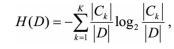 H(D) = -\sum_{k=1}^{K} \frac{|C_k|}{|D|} \log_2 \frac{|C_k|}{|D|} ,